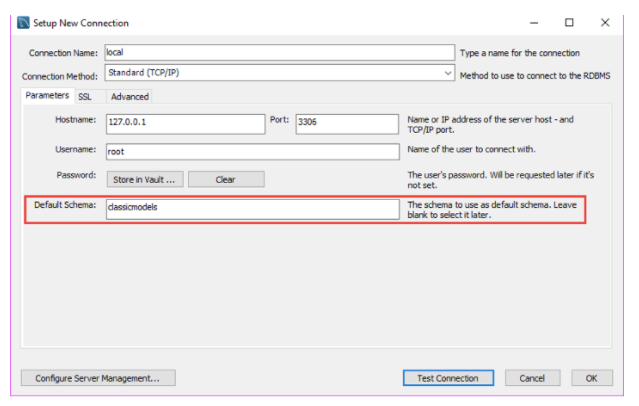 Setup New Connection
Connection Name: local Type a name for the connection
Connection Method: Standard (TCP/IP) Method to use to connect to the RDBMS
Parameters SSL Advanced
Hostname: 127.0.0.1 Port: 3306 Name or IP address of the server host - and
TCP/IP port.
Username: root Name of the user to connect with.
Password: Store in Vault ... Clear The user's password. Will be requested later if it's
not set.
Default Schema: classicmodels The schema to use as default schema. Leave
blank to select it later.
Configure Server Management... Test Connection Cancel OK